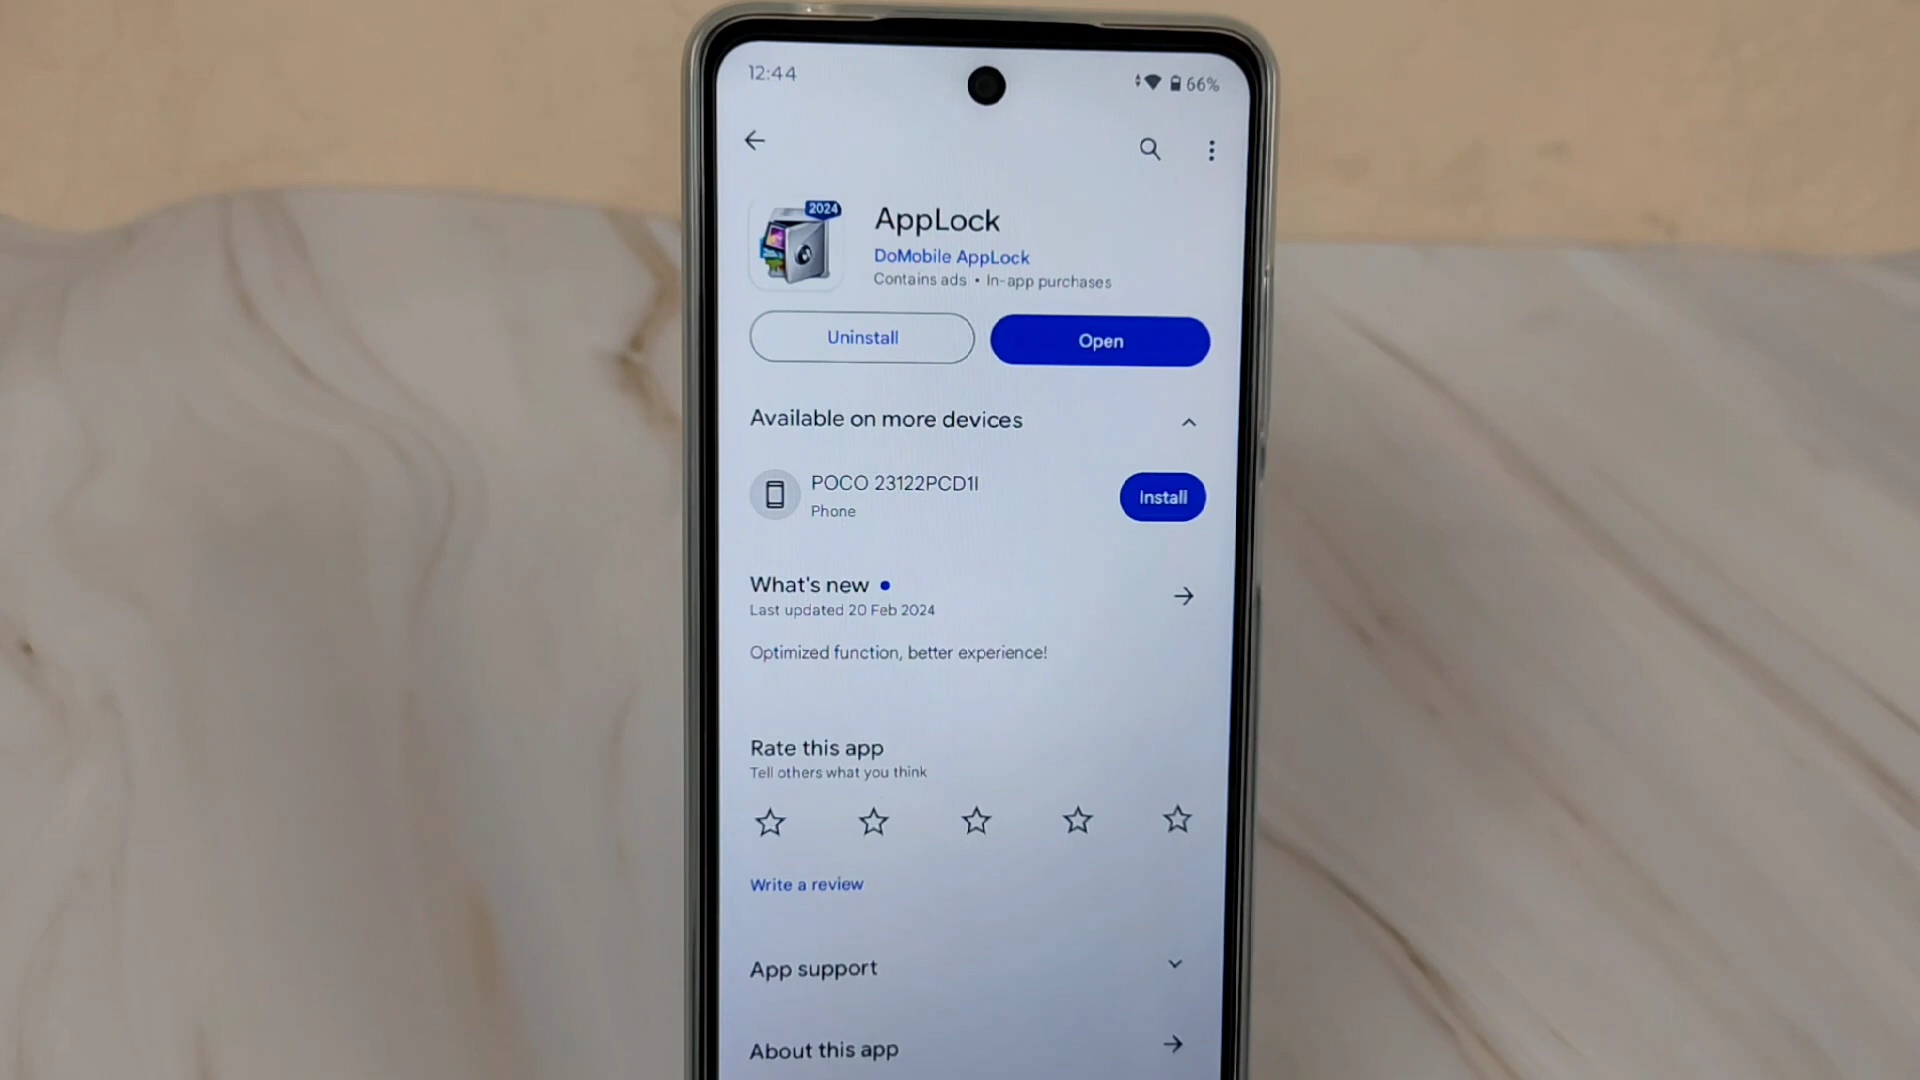 12:44
66%
2024
AppLock
DoMobile AppLock
Contains ads • In-app purchases
Uninstall
Open
Available on more devices
POCO 23122PCD1I
Phone
Install
What's new
Last updated 20 Feb 2024
Optimized function, better experience!
Rate this app
Tell others what you think
Write a review
App support
About this app